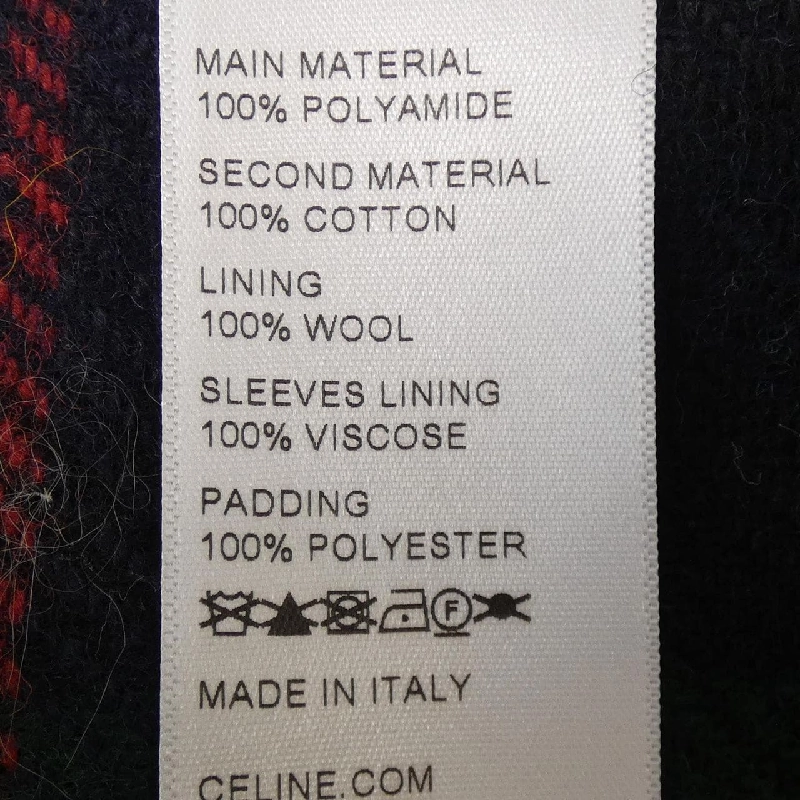 MAIN MATERIAL
100% POLYAMIDE
SECOND MATERIAL
100% COTTON
LINING
100% WOOL
SLEEVES LINING
100% VISCOSE
PADDING
100% POLYESTER
F
MADE IN ITALY
CELINE.COM